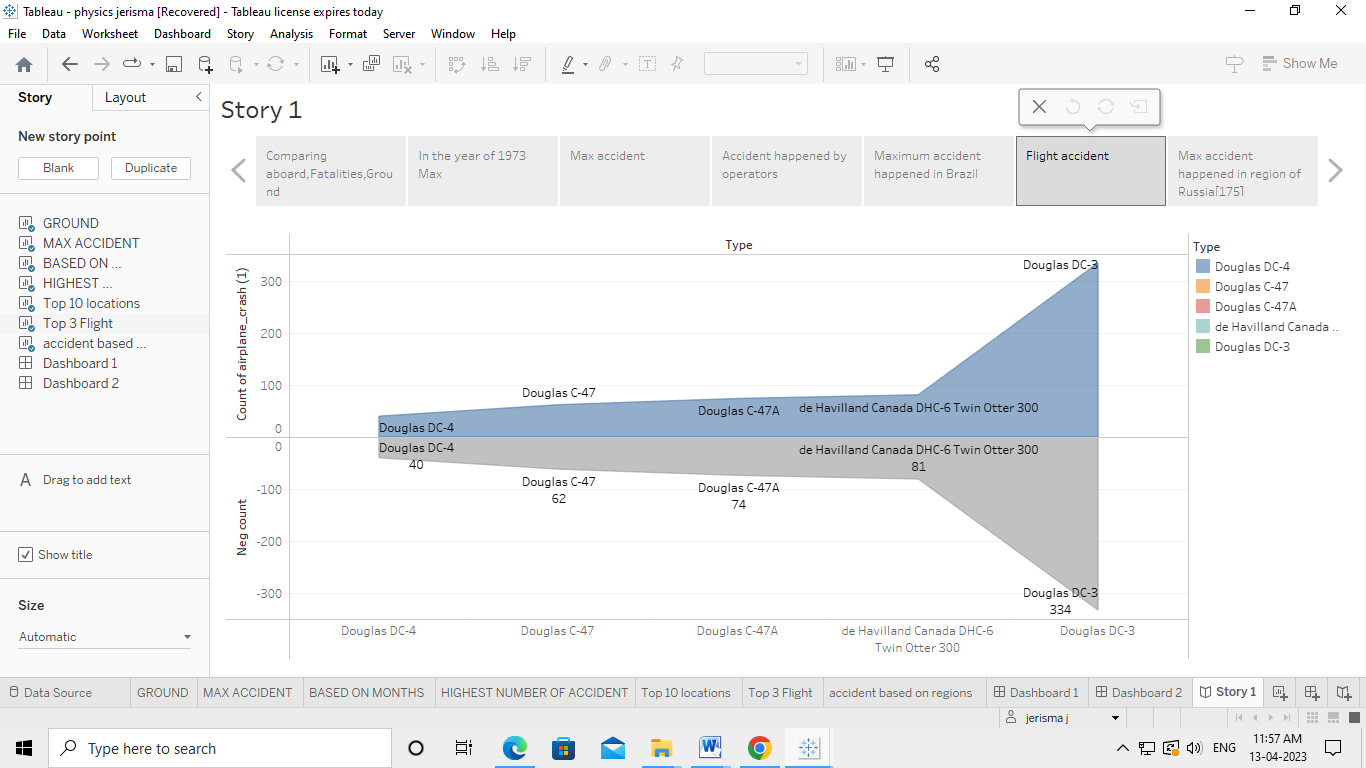 Tableau - physics jerisma [Recovered] - Tableau license expires today
File Data Worksheet Dashboard Story Analysis Format Server Window Help
Show Me
Story Layout
New story point
Blank Duplicate
GROUND
MAX ACCIDENT
BASED ON ...
HIGHEST ...
Top 10 locations
Top 3 Flight
accident based ...
Dashboard 1
Dashboard 2
A Drag to add text
Show title
Size
Automatic
Story 1
Comparing
aboard,Fatalities,Grou
nd
In the year of 1973
Max
Max accident
Accident happened by
operators
Maximum accident
happened in Brazil
Flight accident
Max accident
happened in region of
Russia[175]
Type
Count of airplane_crash (1)
300
200
100
0
Douglas DC-4
Douglas C-47
Douglas C-47A
de Havilland Canada DHC-6 Twin Otter 300
Douglas DC-3
Neg count
0
-100
-200
-300
Douglas DC-4
40
Douglas C-47
62
Douglas C-47A
74
de Havilland Canada DHC-6 Twin Otter 300
81
Douglas DC-3
334
Douglas DC-4
Douglas C-47
Douglas C-47A
de Havilland Canada DHC-6
Twin Otter 300
Douglas DC-3
Type
Douglas DC-4
Douglas C-47
Douglas C-47A
de Havilland Canada ..
Douglas DC-3
Data Source GROUND MAX ACCIDENT BASED ON MONTHS HIGHEST NUMBER OF ACCIDENT Top 10 locations Top 3 Flight accident based on regions Dashboard 1 Dashboard 2 Story 1
jerisma j
Type here to search
ENG
11:57 AM
13-04-2023